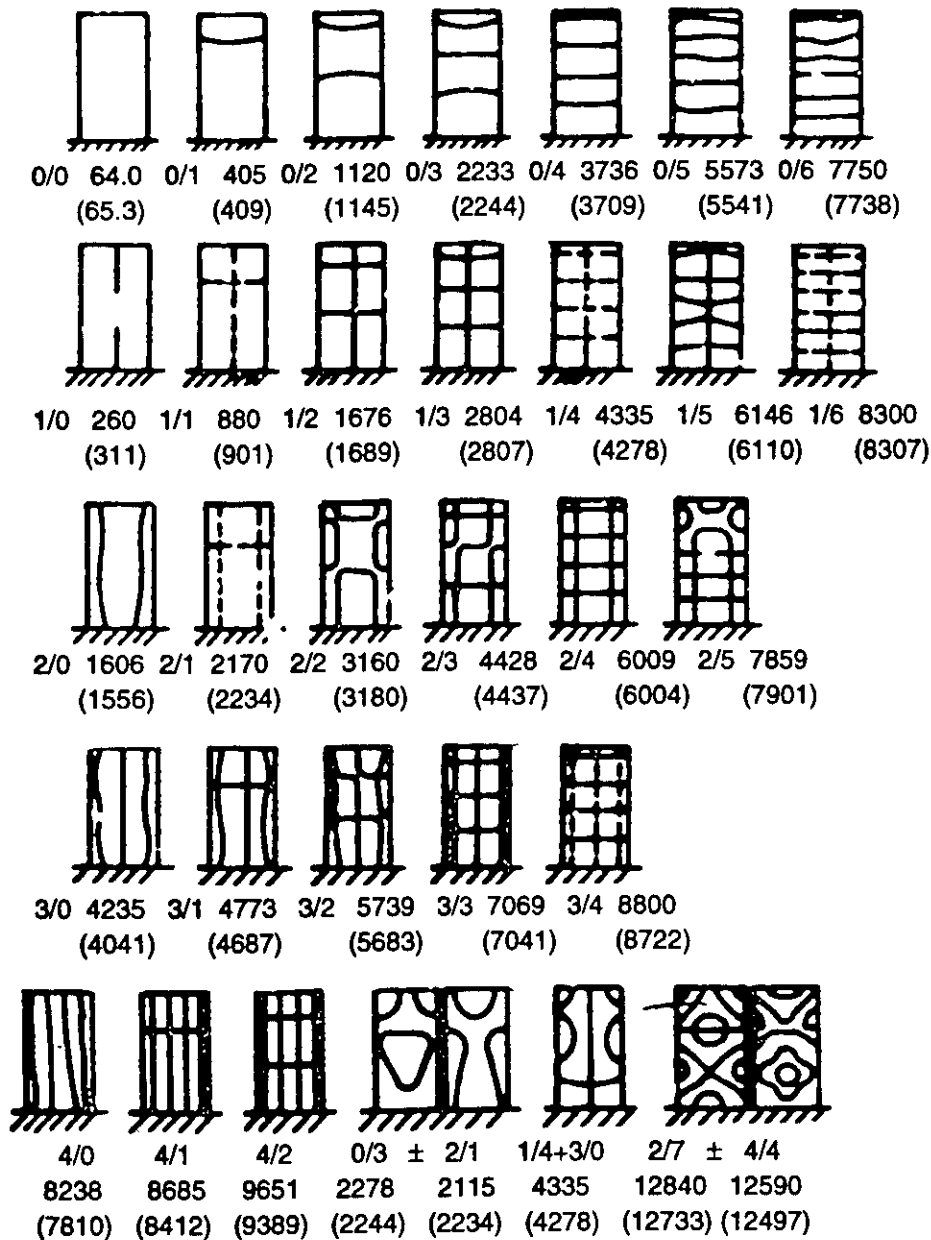 0/0 64.0 0/1 405 0/2 1120 0/3 2233 0/4 3736 0/5 5573 0/6 7750
(65.3) (409) (1145) (2244) (3709) (5541) (7738)
1/0 260 1/1 880 1/2 1676 1/3 2804 1/4 4335 1/5 6146 1/6 8300
(311) (901) (1689) (2807) (4278) (6110) (8307)
2/0 1606 2/1 2170 2/2 3160 2/3 4428 2/4 6009 2/5 7859
(1556) (2234) (3180) (4437) (6004) (7901)
3/0 4235 3/1 4773 3/2 5739 3/3 7069 3/4 8800
(4041) (4687) (5683) (7041) (8722)
4/0 4/1 4/2 0/3 ± 2/1 1/4+3/0 2/7 ± 4/4
8238 8685 9651 2278 2115 4335 12840 12590
(7810) (8412) (9389) (2244) (2234) (4278) (12733) (12497)